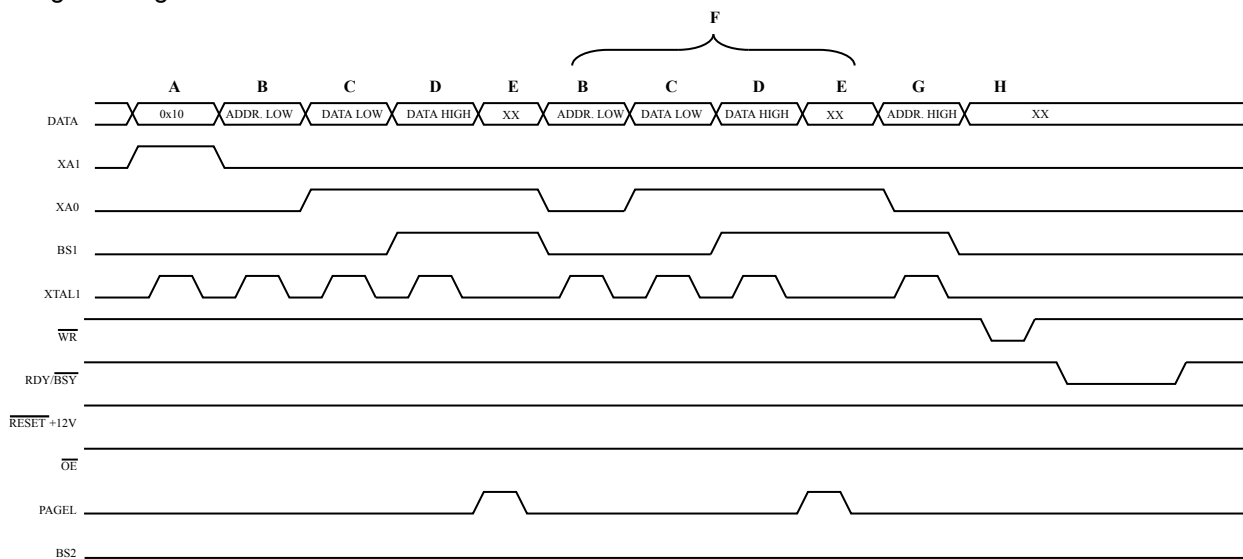 F
A B C D E B C D E G H
DATA 0x10 ADDR. LOW DATA LOW DATA HIGH XX ADDR. LOW DATA LOW DATA HIGH XX ADDR. HIGH XX
XA1
XA0
BS1
XTAL1
WR
RDY/BSY
RESET +12V
OE
PAGEL
BS2